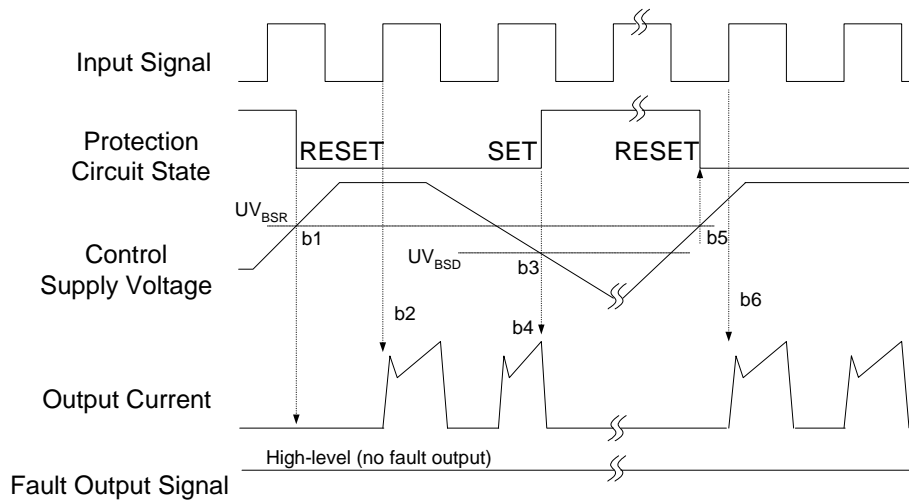 Input Signal
Protection
Circuit State
RESET
SET
RESET
UVBSR
b1
b5
Control
Supply Voltage
UVBSD
b3
b2
b4
b6
Output Current
High-level (no fault output)
Fault Output Signal